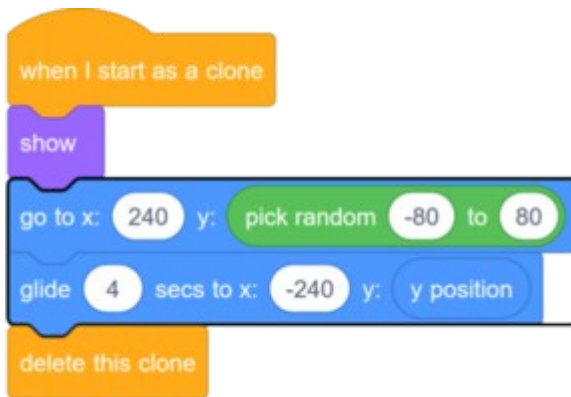 when I start as a clone
show
go to x: 240 y: pick random -80 to 80
glide 4 secs to x: -240 y: y position
delete this clone